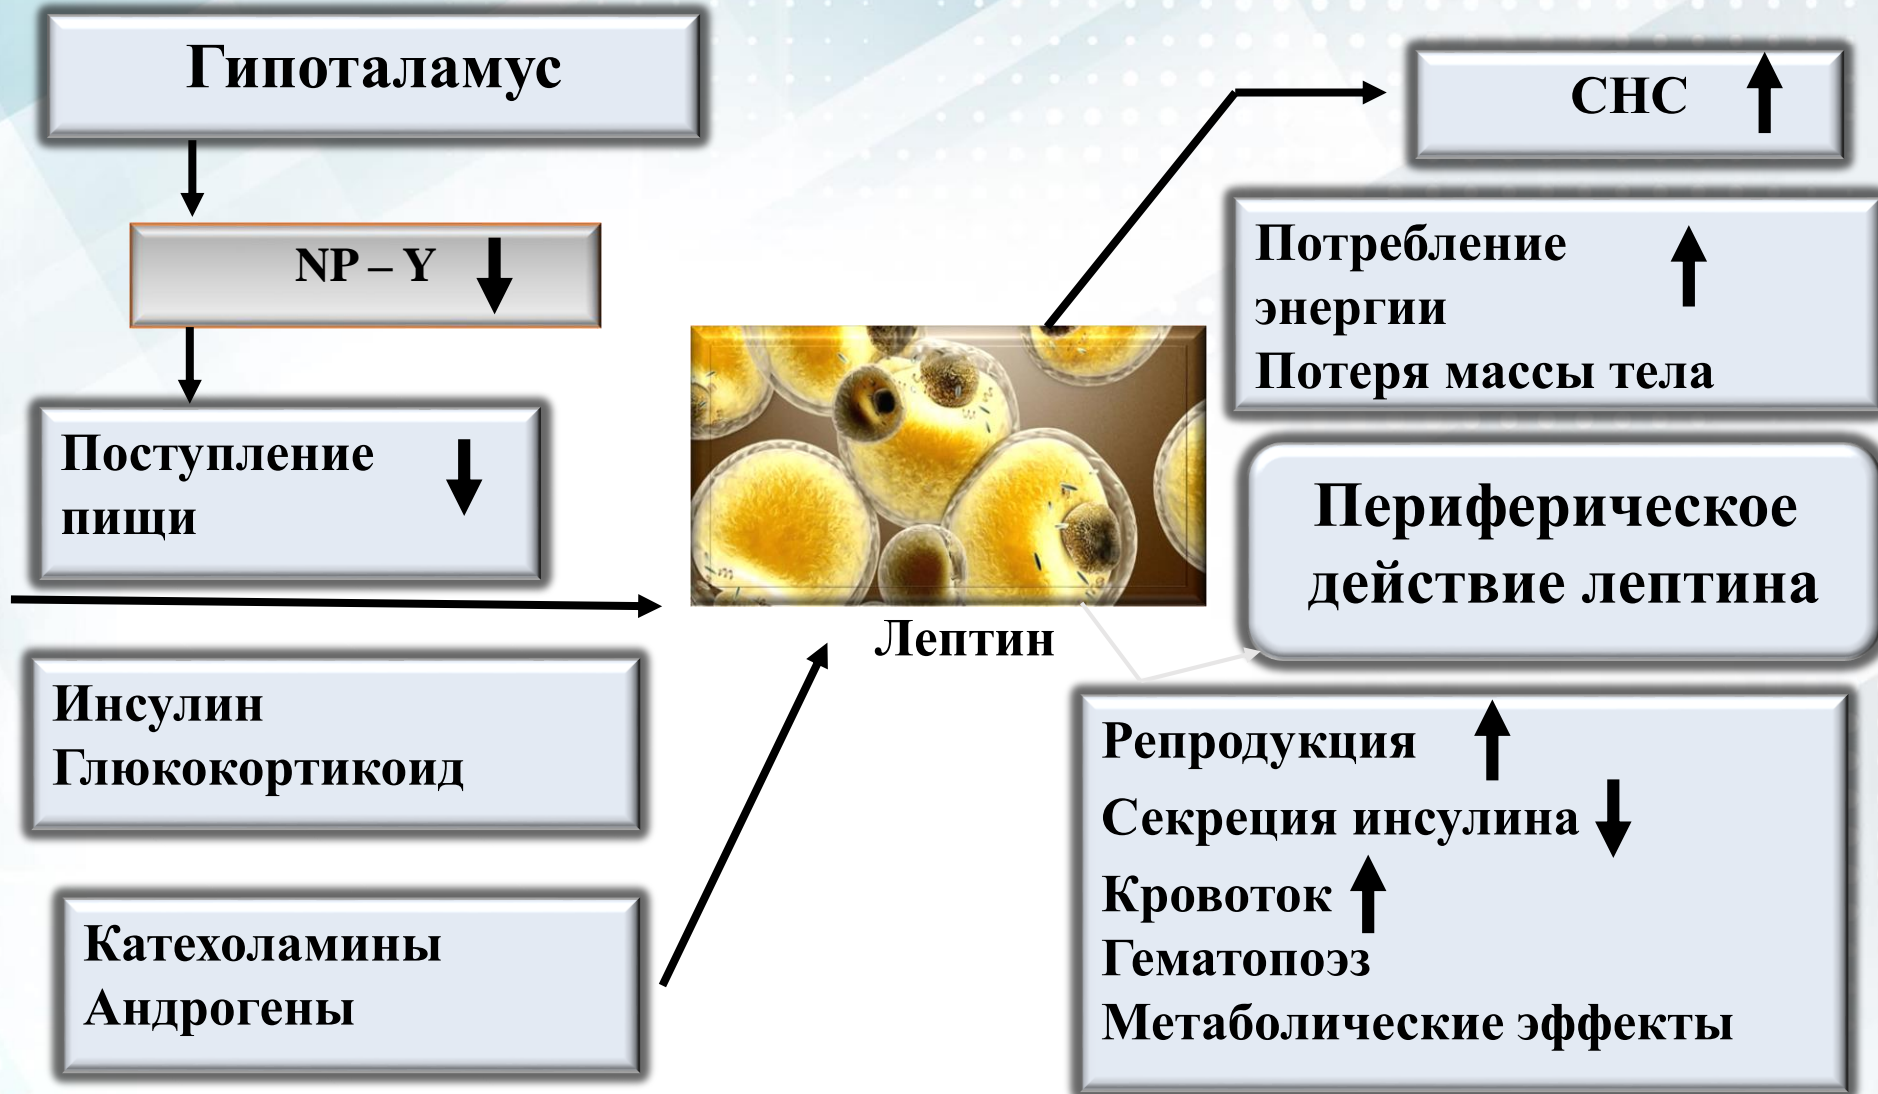 Гипоталамус
NP – Y
Поступление
пищи
Инсулин
Глюкокортикоид
Катехоламины
Андрогены
Лептин
СНС
Потребление
энергии
Потеря массы тела
Периферическое
действие лептина
Репродукция
Секреция инсулина
Кровоток
Гематопоэз
Метаболические эффекты